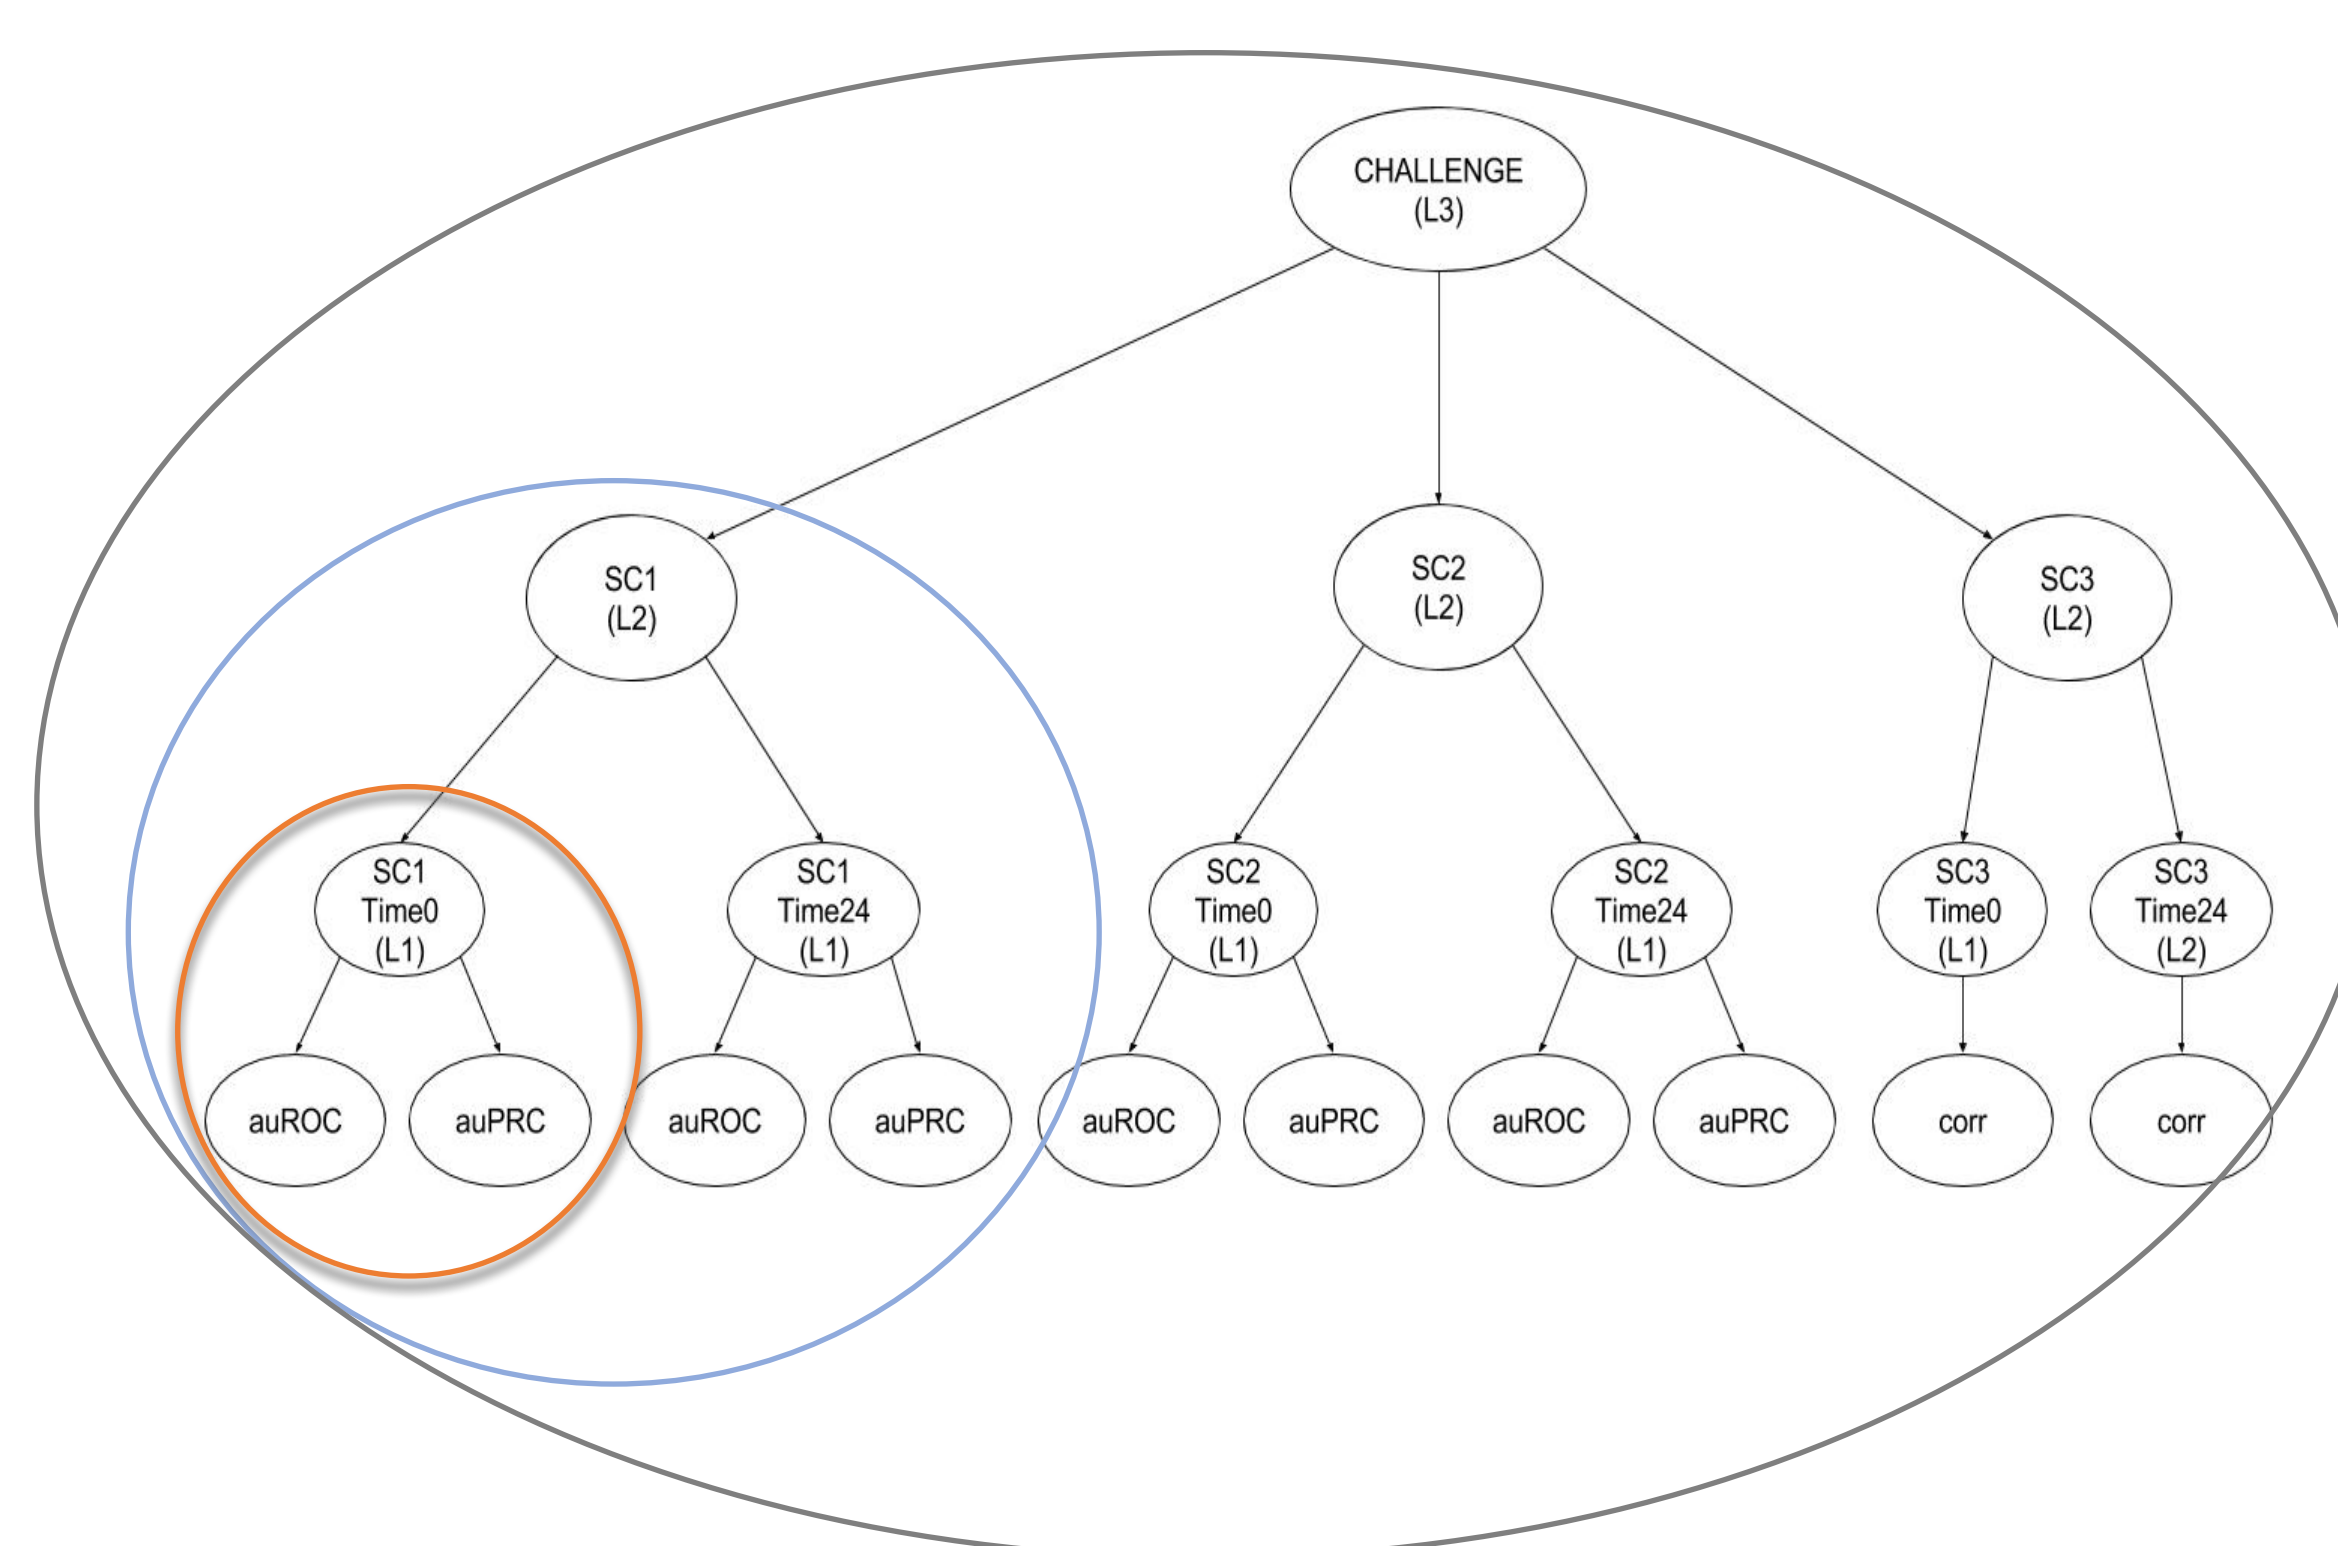 CHALLENGE
(L3)
SC1
(L2)
SC2
(L2)
SC3
(L2)
SC1
Time0
(L1)
SC1
Time24
(L1)
SC2
Time0
(L1)
SC2
Time24
(L1)
SC3
Time0
(L1)
SC3
Time24
(L2)
auROC
auPRC
auROC
auPRC
auROC
auPRC
auROC
auPRC
corr
corr